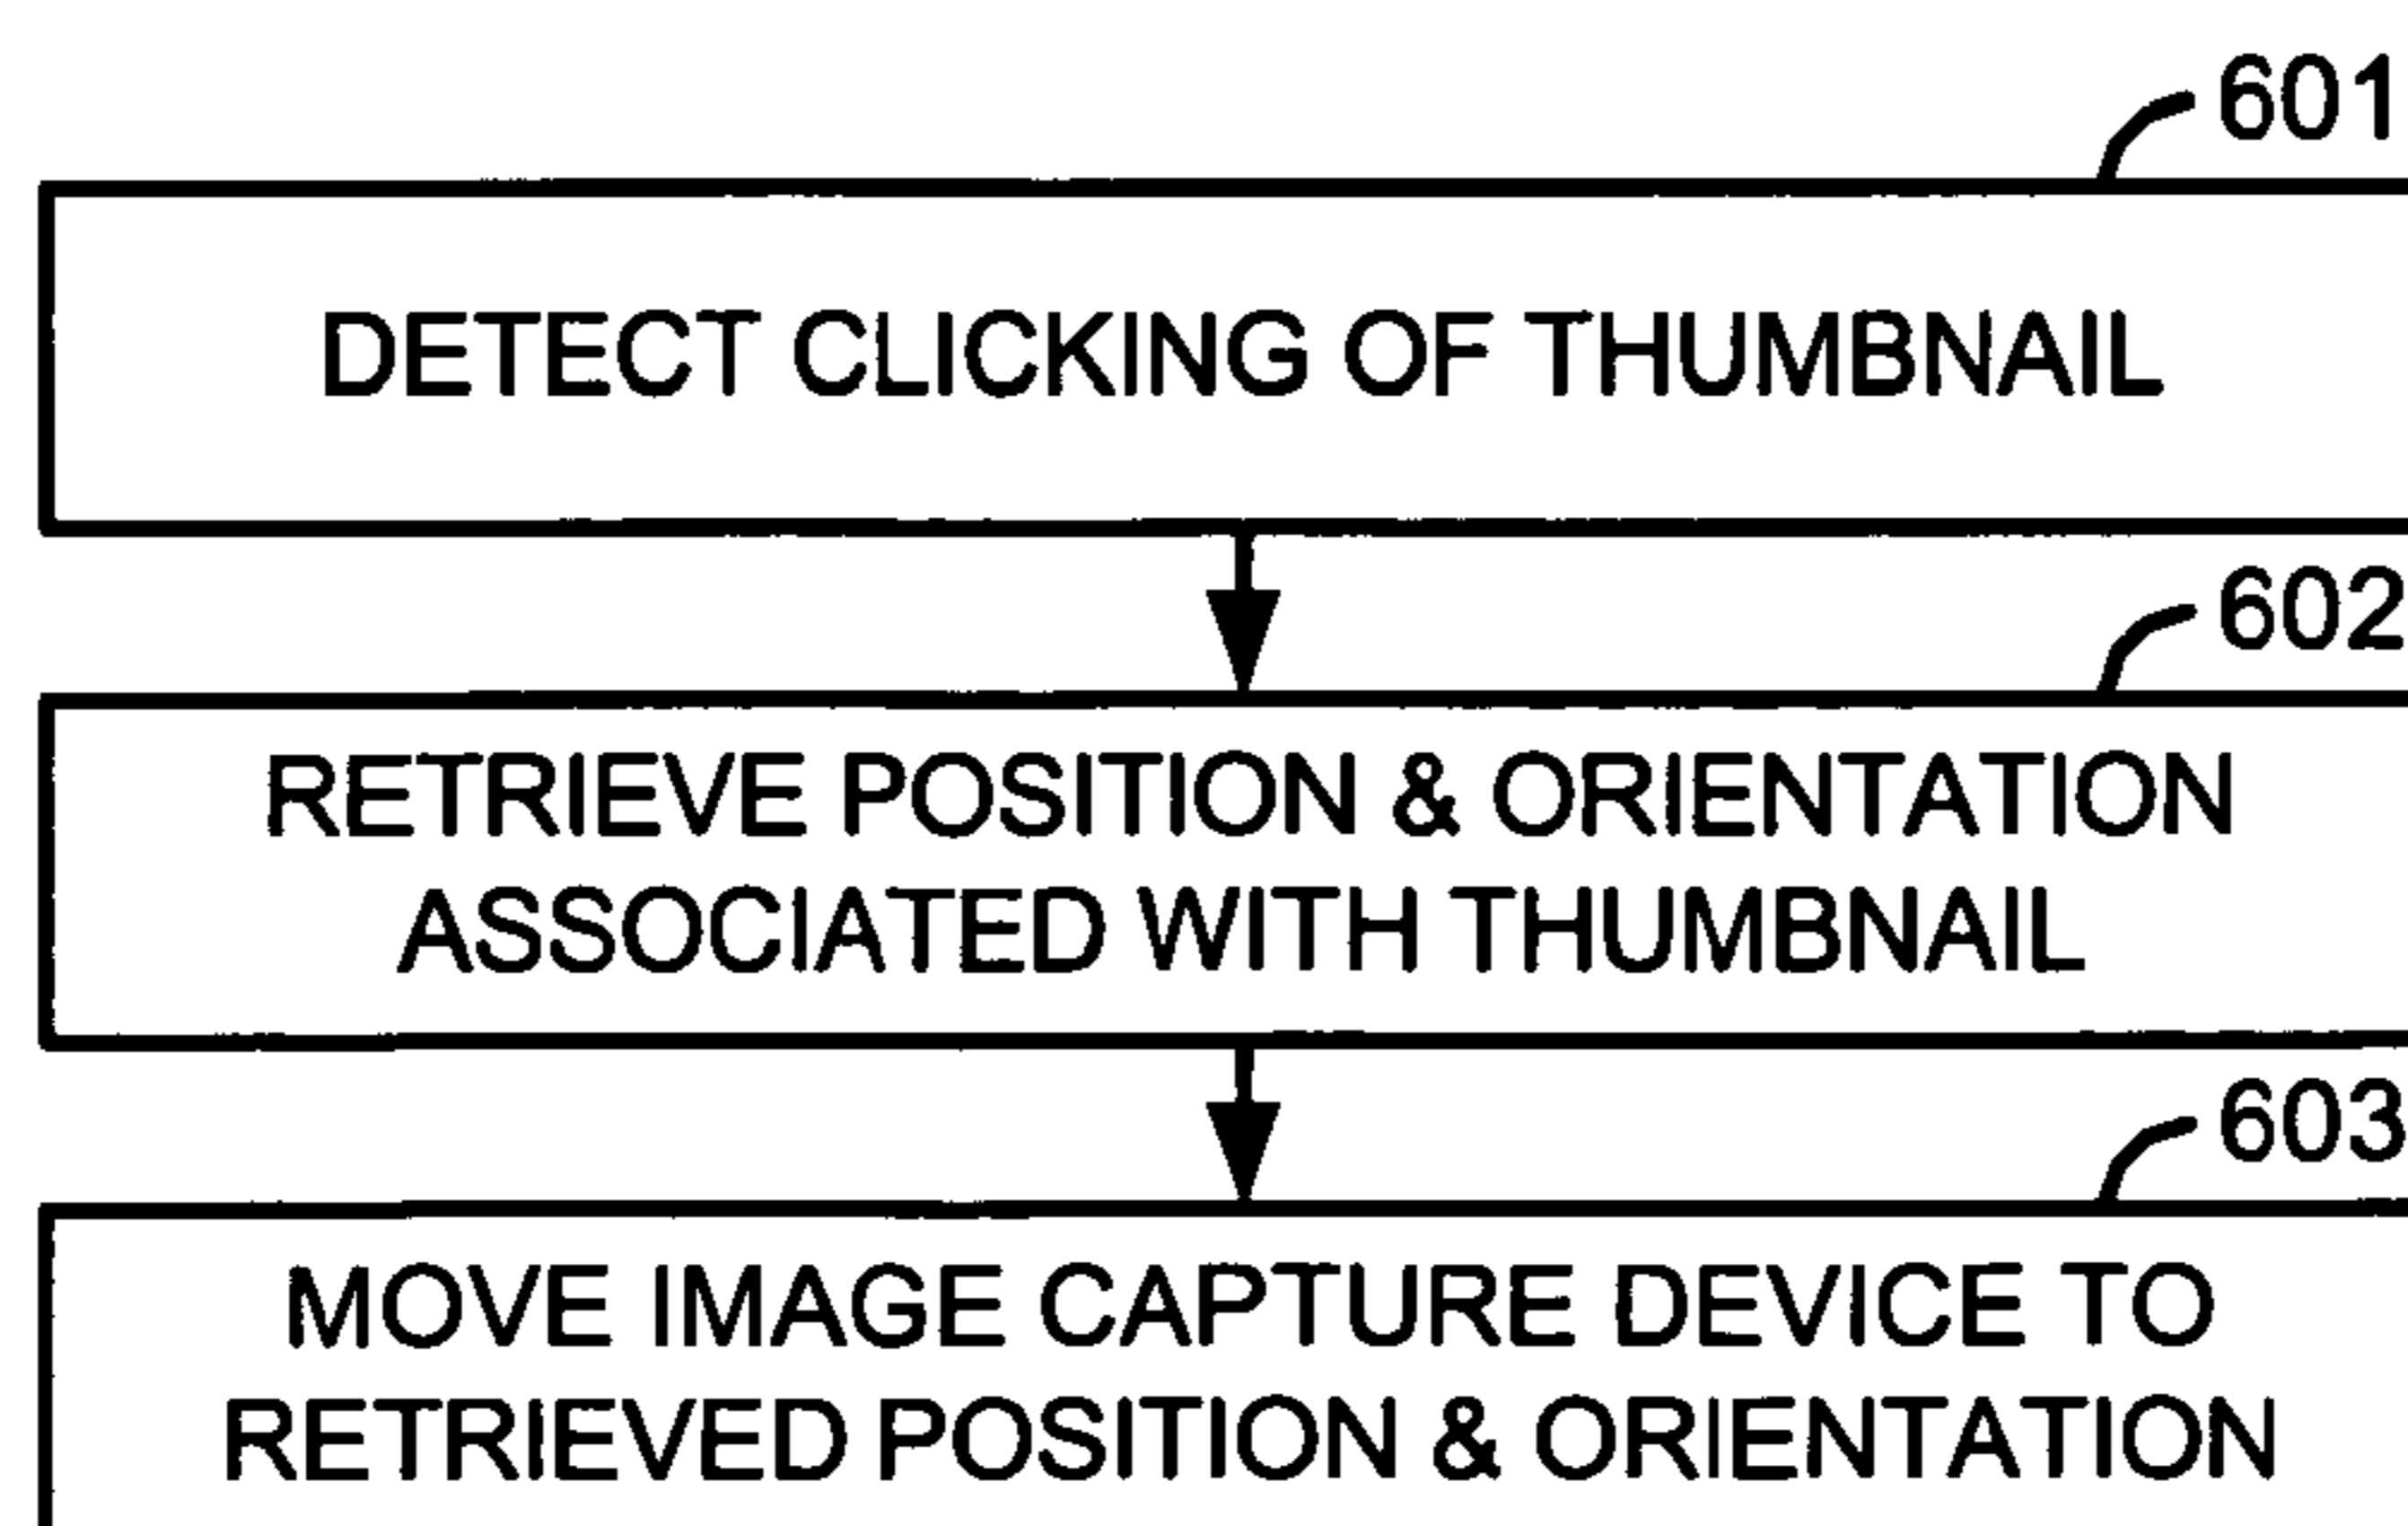 601
DETECT CLICKING OF THUMBNAIL
602
RETRIEVE POSITION & ORIENTATION
ASSOCIATED WITH THUMBNAIL
603
MOVE IMAGE CAPTURE DEVICE TO
RETRIEVED POSITION & ORIENTATION